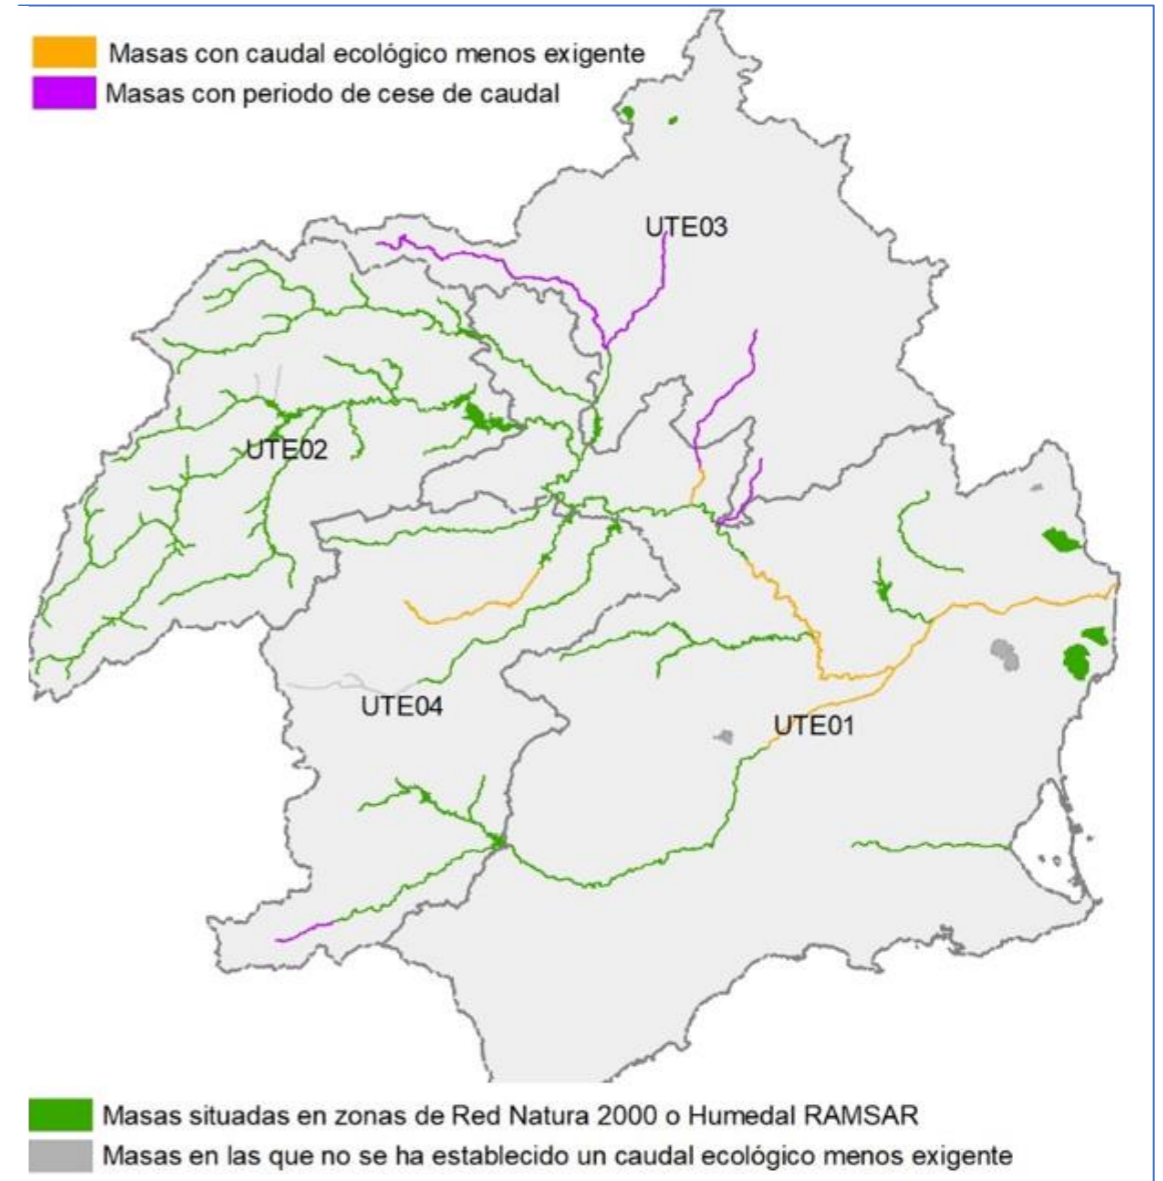 Masas con caudal ecológico menos exigente
Masas con periodo de cese de caudal
UTE03
UTE02
UTE04
UTE01
Masas situadas en zonas de Red Natura 2000 o Humedal RAMSAR
Masas en las que no se ha establecido un caudal ecológico menos exigente